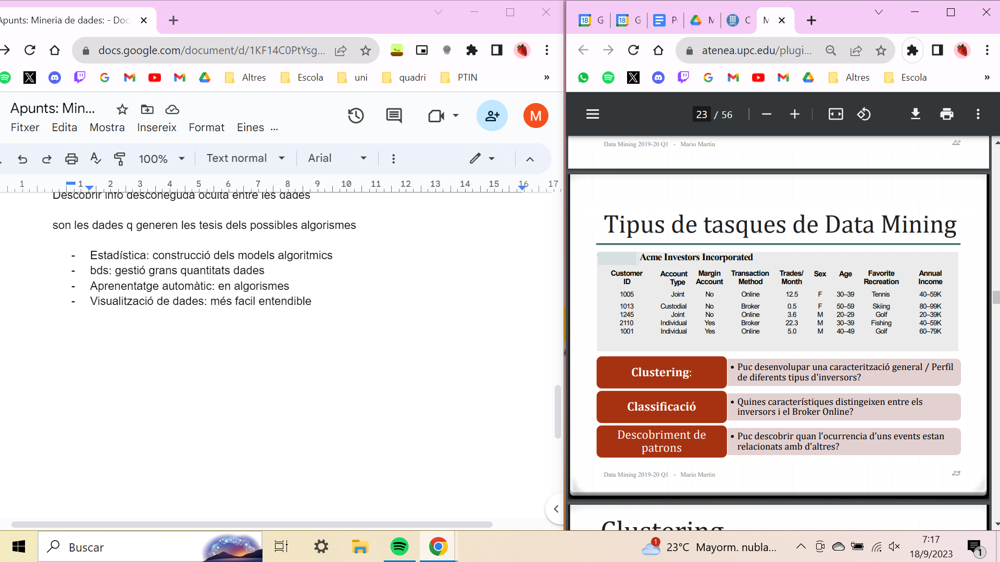 Apunts: Mineria de dades: - Doc
docs.google.com/document/d/1KF14C0PtYsg...
Altres
Escola
uni
quadri
PTIN
»
Apunts: Min...
Fitxer Edita Mostra Insereix Format Eines ...
M
100% Text normal Arial
1 1 2 3 4 5 6 7 8 9 10 11 12 13 14 15 16 17
Descobrir info desconeguda oculta entre les dades
son les dades q generen les tesis dels possibles algorismes
- Estadística: construcció dels models algoritmics
- bds: gestió grans quantitats dades
- Aprenentatge automàtic: en algorismes
- Visualització de dades: més facil entendible
18 G 18 G P M C M
atenea.upc.edu/plugi...
Altres
Escola
»
23 / 56
Data Mining 2019-20 Q1 - Mario Martin 22
Tipus de tasques de Data Mining
Acme Investors Incorporated
Customer ID Account Type Margin Account Transaction Method Trades/ Month Sex Age Favorite Recreation Annual Income
1005 Joint No Online 12.5 F 30–39 Tennis 40–59K
1013 Custodial No Broker 0.5 F 50–59 Skiing 80–99K
1245 Joint No Online 3.6 M 20–29 Golf 20–39K
2110 Individual Yes Broker 22.3 M 30–39 Fishing 40–59K
1001 Individual Yes Online 5.0 M 40–49 Golf 60–79K
Clustering:
• Puc desenvolupar una caracterització general / Perfil
de diferents tipus d'inversors?
Classificació
• Quines característiques distingeixen entre els
inversors i el Broker Online?
Descobriment de
patrons
• Puc descobrir quan l’ocurrencia d’uns events estan
relacionats amb d’altres?
Data Mining 2019-20 Q1 - Mario Martin 23
Clustering
Buscar
1
23°C Mayorm. nubla...
7:17
18/9/2023
1